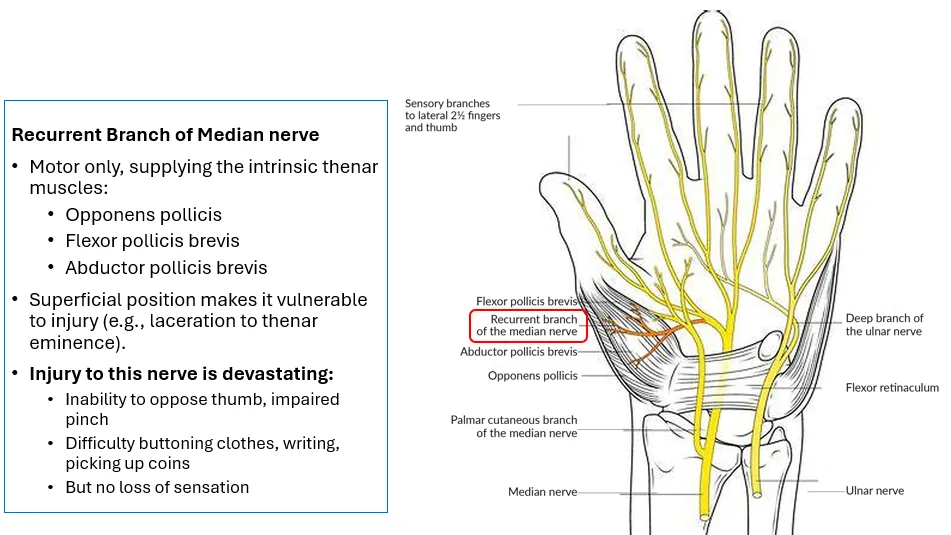 Recurrent Branch of Median nerve
• Motor only, supplying the intrinsic thenar
muscles:
• Opponens pollicis
• Flexor pollicis brevis
• Abductor pollicis brevis
• Superficial position makes it vulnerable
to injury (e.g., laceration to thenar
eminence).
• Injury to this nerve is devastating:
• Inability to oppose thumb, impaired
pinch
• Difficulty buttoning clothes, writing,
picking up coins
• But no loss of sensation
Sensory branches
to lateral 2½ fingers
and thumb
Flexor pollicis brevis
Recurrent branch
of the median nerve
Abductor pollicis brevis
Opponens pollicis
Palmar cutaneous branch
of the median nerve
Median nerve
Deep branch of
the ulnar nerve
Flexor retinaculum
Ulnar nerve